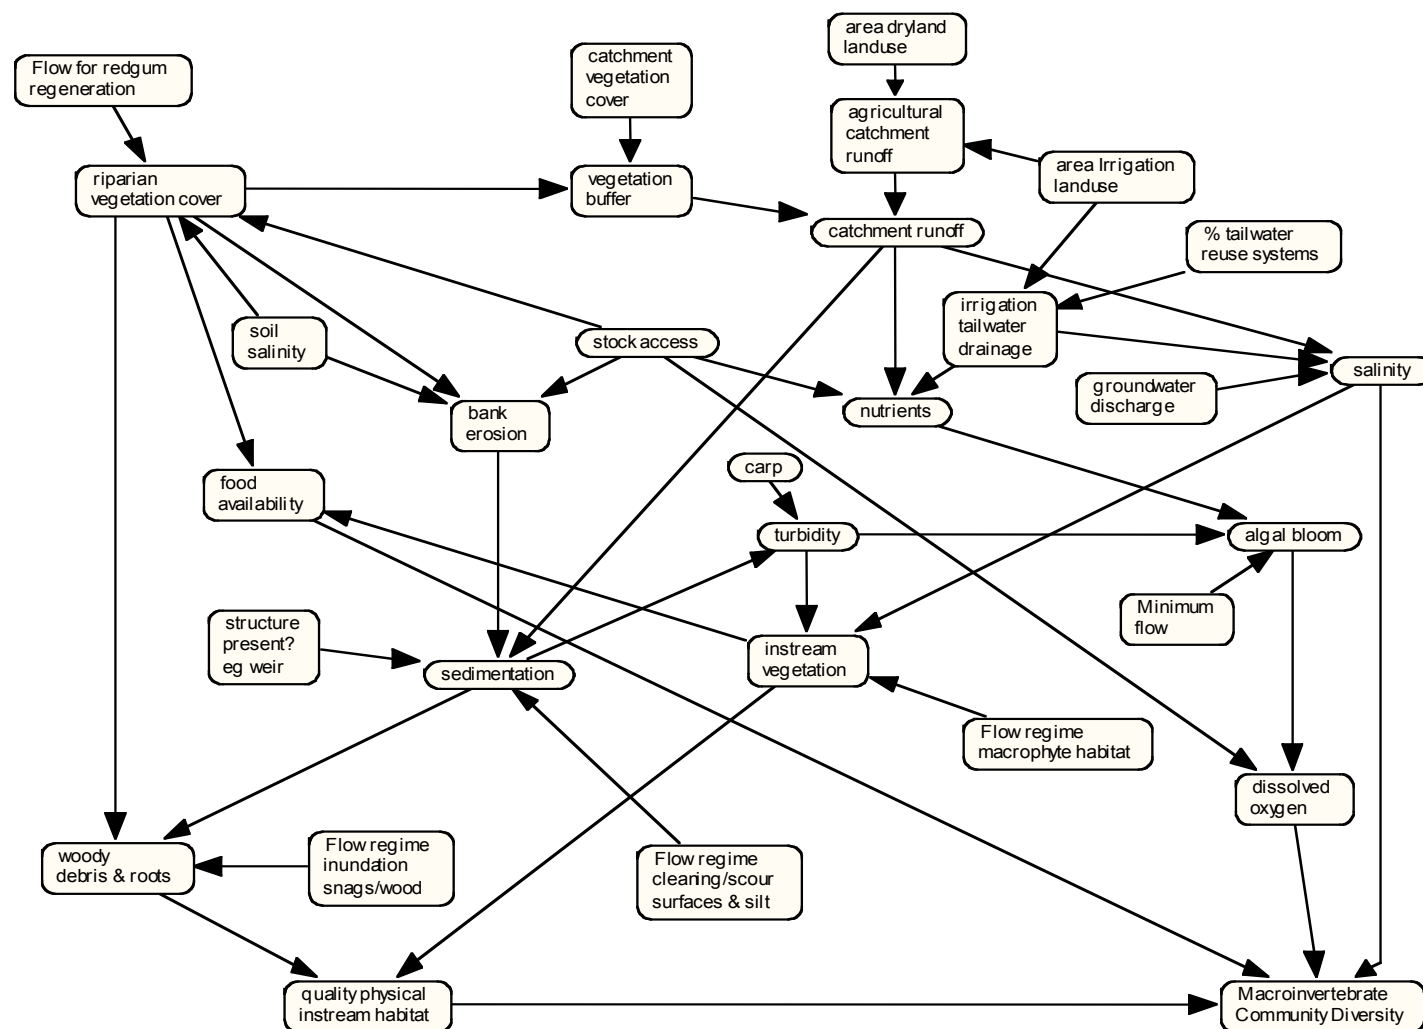 area dryland
landuse
Flow for redgum
regeneration
catchment
vegetation
cover
agricultural
catchment
runoff
area Irrigation
landuse
riparian
vegetation cover
vegetation
buffer
catchment runoff
% tailwater
reuse systems
irrigation
tailwater
drainage
soil
salinity
stock access
salinity
groundwater
discharge
nutrients
bank
erosion
carp
food
availability
turbidity
algal bloom
Minimum
flow
structure
present?
eg weir
instream
vegetation
sedimentation
Flow regime
macrophyte habitat
dissolved
oxygen
woody
debris & roots
Flow regime
inundation
snags/wood
Flow regime
cleaning/scour
surfaces & silt
quality physical
instream habitat
Macroinvertebrate
Community Diversity